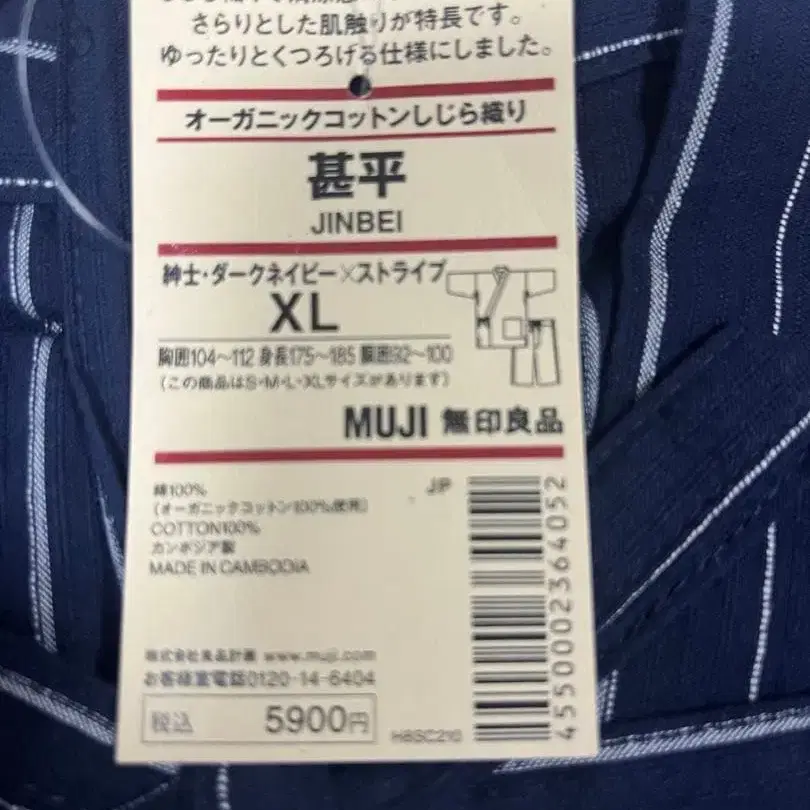 さらりとした肌触りが特長です。
ゆったりとくつろげる仕様にしました。
オーガニックコットンしじら織り
甚平
JINBEI
紳士・ダークネイビー×ストライプ
XL
胸囲104～112 身長175～185 胴囲92～100
(この商品はS・M・L・XLサイズがあります)
MUJI 無印良品
綿100% JP
(オーガニックコットン100%使用)
COTTON100%
カンボジア製
MADE IN CAMBODIA
株式会社良品計画 www.muji.com
お客様室電話0120-14-6404
税込 5900円
H8SC210
4550002364052